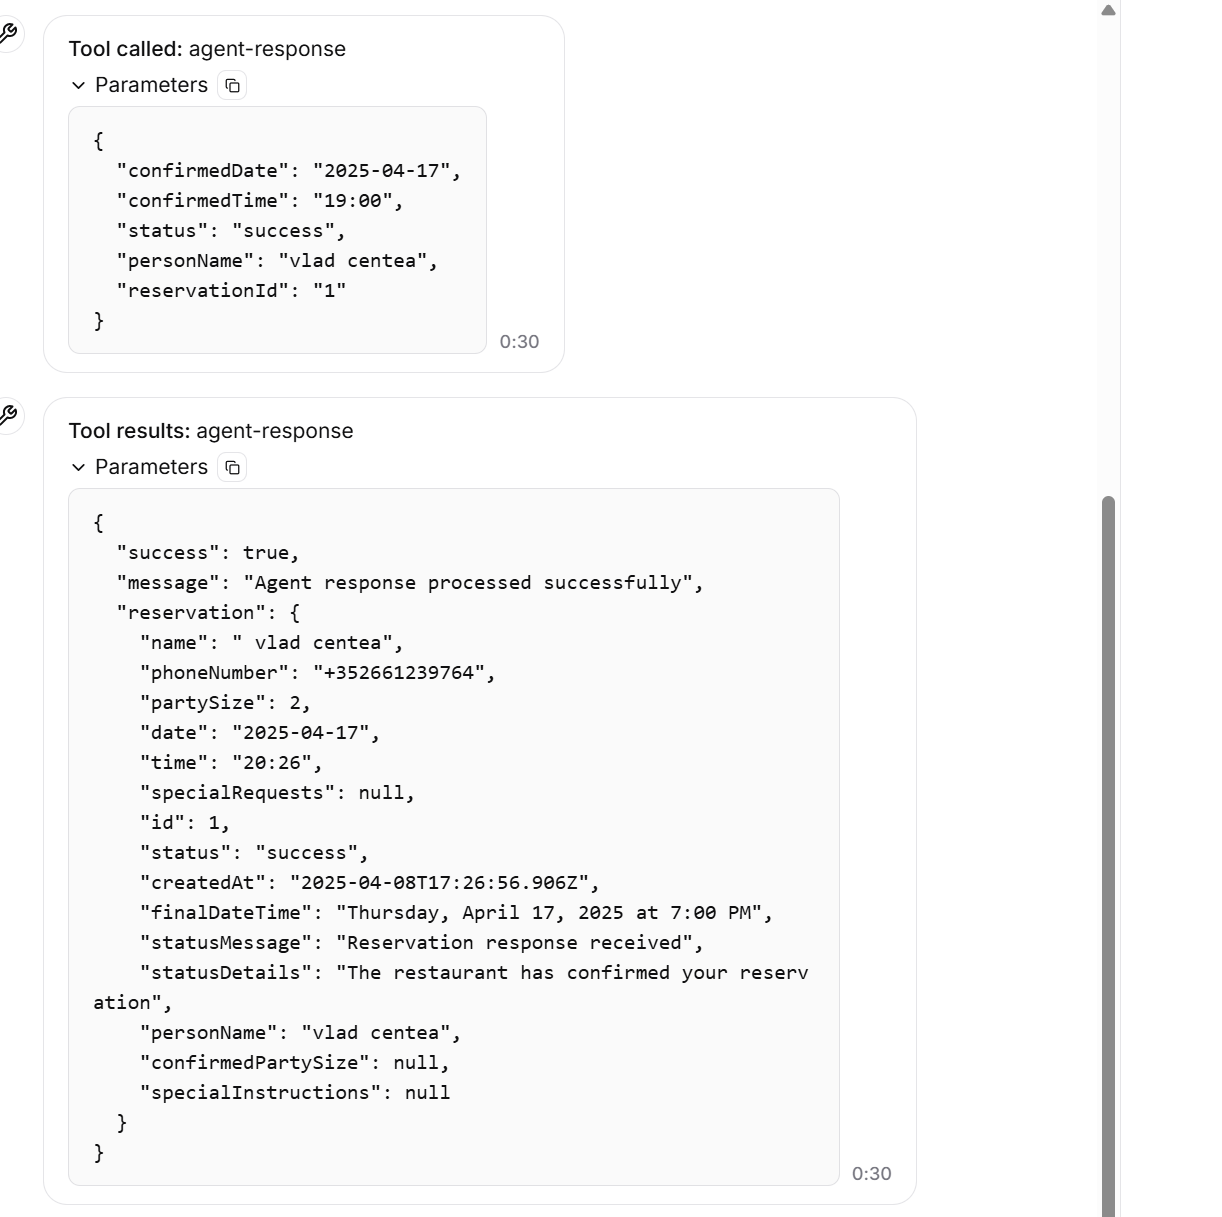 Tool called: agent-response
Parameters
{
  "confirmedDate": "2025-04-17",
  "confirmedTime": "19:00",
  "status": "success",
  "personName": "vlad centea",
  "reservationId": "1"
}
0:30
Tool results: agent-response
Parameters
{
  "success": true,
  "message": "Agent response processed successfully",
  "reservation": {
    "name": " vlad centea",
    "phoneNumber": "+352661239764",
    "partySize": 2,
    "date": "2025-04-17",
    "time": "20:26",
    "specialRequests": null,
    "id": 1,
    "status": "success",
    "createdAt": "2025-04-08T17:26:56.906Z",
    "finalDateTime": "Thursday, April 17, 2025 at 7:00 PM",
    "statusMessage": "Reservation response received",
    "statusDetails": "The restaurant has confirmed your reserv
ation",
    "personName": "vlad centea",
    "confirmedPartySize": null,
    "specialInstructions": null
  }
}
0:30